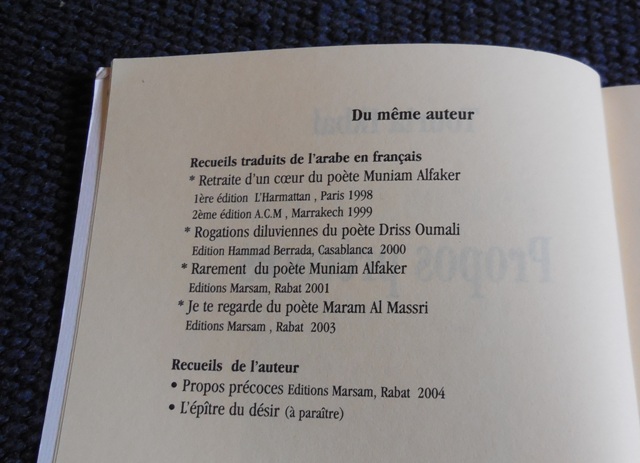 Du même auteur
Recueils traduits de l'arabe en français
* Retraite d'un cœur du poète Muniam Alfaker
1ère édition L'Harmattan , Paris 1998
2ème édition A.C.M , Marrakech 1999
* Rogations diluviennes du poète Driss Oumali
Edition Hammad Berrada, Casablanca 2000
* Rarement du poète Muniam Alfaker
Editions Marsam, Rabat 2001
* Je te regarde du poète Maram Al Massri
Editions Marsam , Rabat 2003
Recueils de l'auteur
• Propos précoces Editions Marsam, Rabat 2004
• L'épître du désir (à paraître)